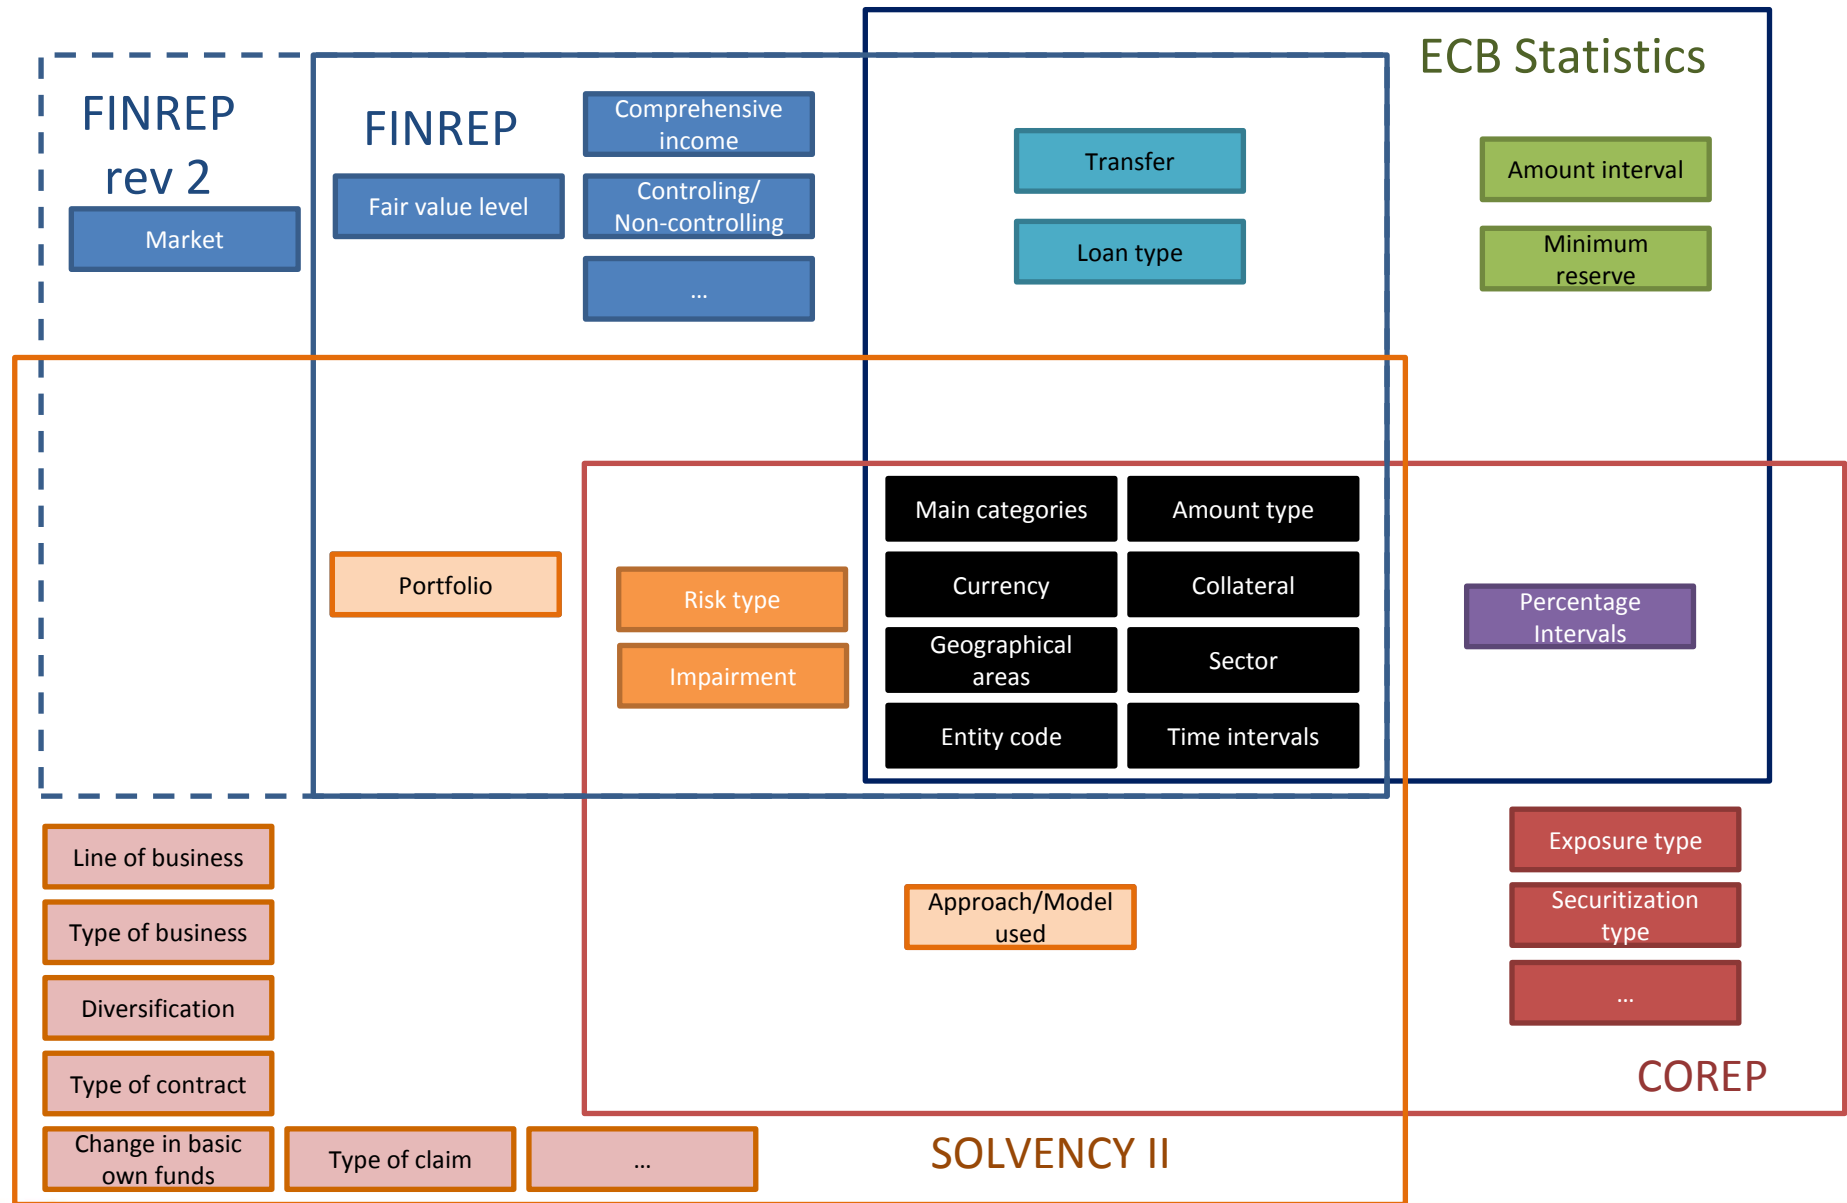 ECB Statistics
FINREP
rev 2
Market
FINREP
Fair value level
Comprehensive
income
Controling/
Non-controlling
...
Transfer
Loan type
Amount interval
Minimum
reserve
Portfolio
Risk type
Impairment
Main categories
Amount type
Currency
Collateral
Geographical
areas
Sector
Entity code
Time intervals
Percentage
Intervals
Line of business
Type of business
Diversification
Type of contract
Change in basic
own funds
Type of claim
...
Approach/Model
used
Exposure type
Securitization
type
...
COREP
SOLVENCY II